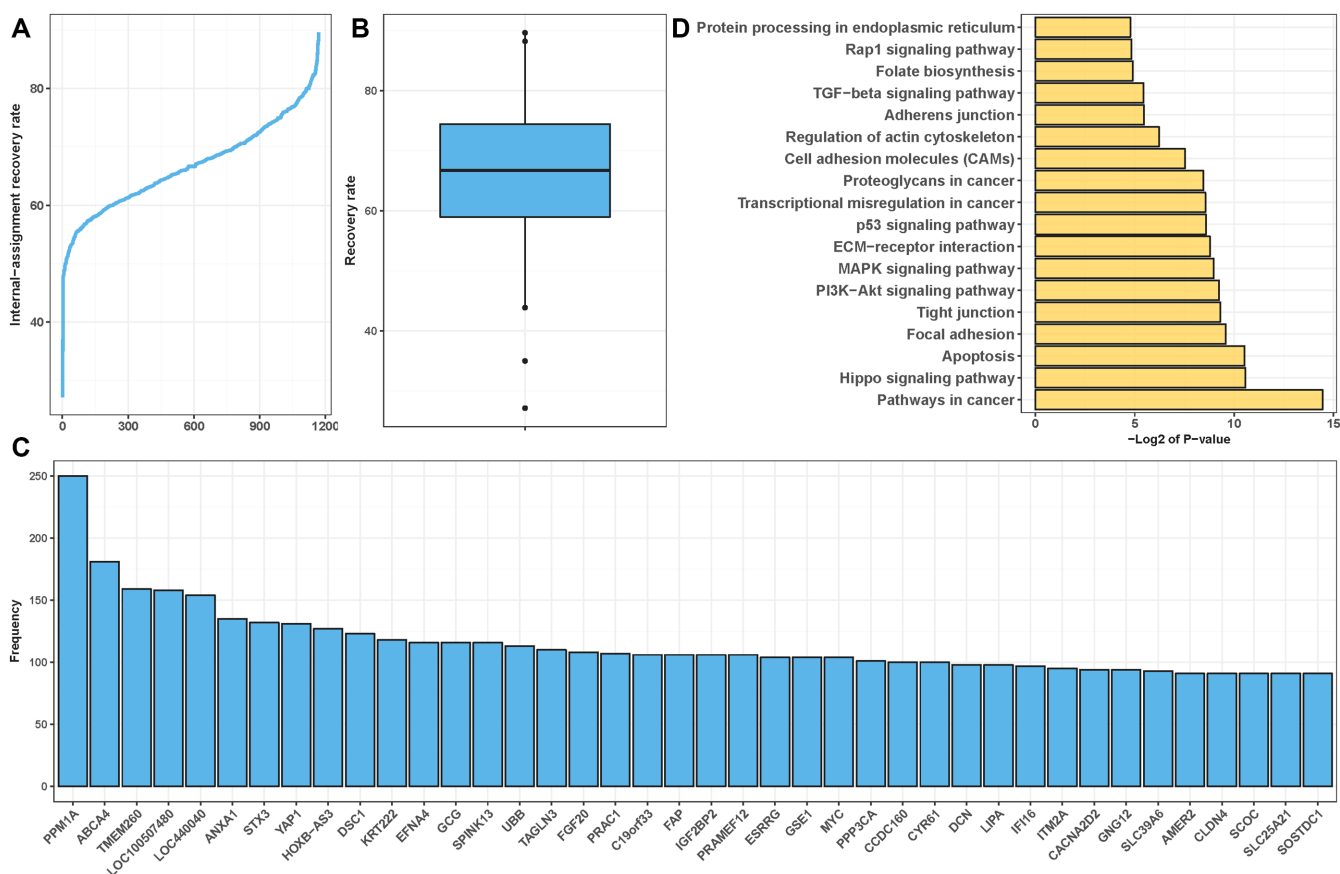 A
Internal−assignment recovery rate
80
60
40
0
300
600
900
1200
B
Recovery rate
80
60
40
D
Protein processing in endoplasmic reticulum
Rap1 signaling pathway
Folate biosynthesis
TGF−beta signaling pathway
Adherens junction
Regulation of actin cytoskeleton
Cell adhesion molecules (CAMs)
Proteoglycans in cancer
Transcriptional misregulation in cancer
p53 signaling pathway
ECM−receptor interaction
MAPK signaling pathway
PI3K−Akt signaling pathway
Tight junction
Focal adhesion
Apoptosis
Hippo signaling pathway
Pathways in cancer
0
5
10
15
−Log2 of P−value
C
Frequency
250
200
150
100
50
0
PPM1A
ABCA4
TMEM260
LOC100507480
LOC440040
ANXA1
STX3
YAP1
HOXB−AS3
DSC1
KRT222
EFNA4
GCG
SPINK13
UBB
TAGLN3
FGF20
PRAC1
C19orf33
FAP
IGF2BP2
PRAMEF12
ESRRG
GSE1
MYC
PPP3CA
CCDC160
CYR61
DCN
LIPA
IFI16
ITM2A
CACNA2D2
GNG12
SLC39A6
AMER2
CLDN4
SCOC
SLC25A21
SOSTDC1